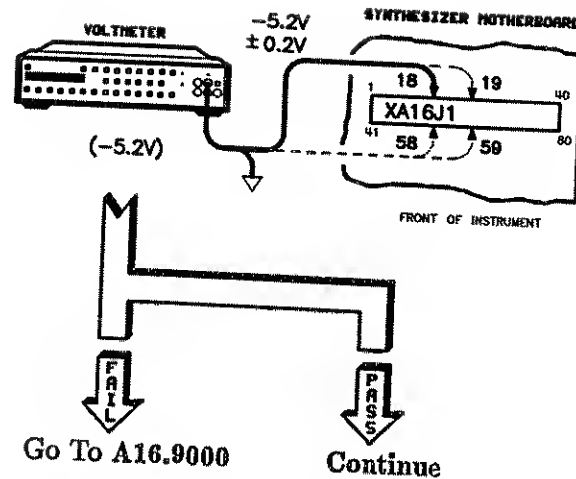 VOLTMETER
-5.2V
± 0.2V
SYNTHESIZER MOTHERBOARD
18
19
1
40
XA16J1
41
80
58
59
(-5.2V)
FRONT OF INSTRUMENT
FAIL
PASS
Go To A16.9000
Continue